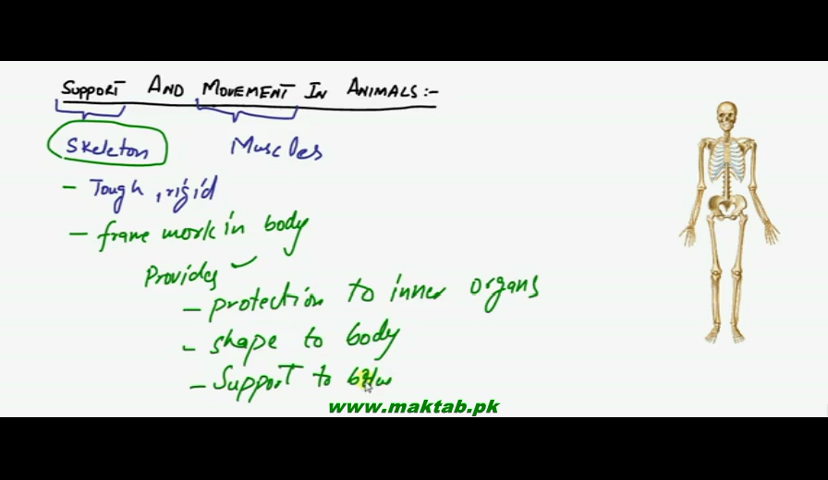 SUPPORT AND MOVEMENT IN ANIMALS:-
Skeleton Muscles
- Tough, rigid
- frame work in body
Provides
- protection to inner organs
- shape to body
- Support to
www.maktab.pk